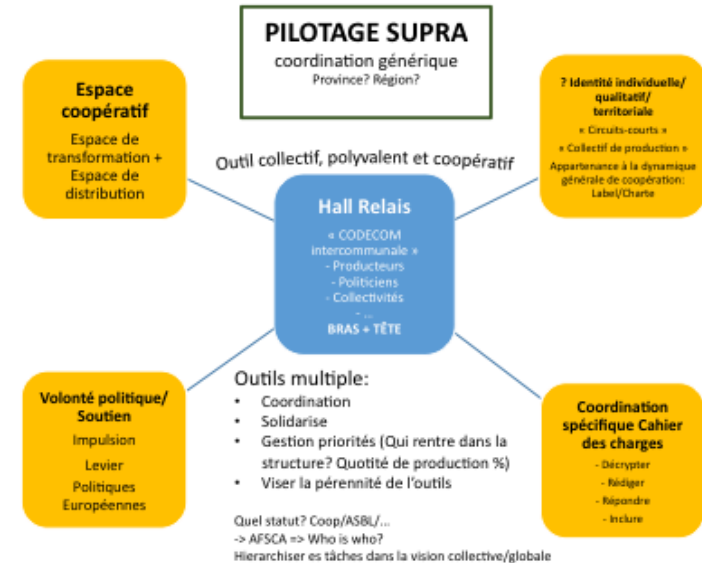 PILOTAGE SUPRA
coordination générique
Province? Région?
Espace
coopératif
Espace de
transformation +
Espace de
distribution
? Identité individuelle/
qualitatif/
territoriale
« Circuits-courts »
« Collectif de production »
Appartenance à la dynamique
générale de coopération:
Label/Charte
Outil collectif, polyvalent et coopératif
Hall Relais
« CODECOM
intercommunale »
- Producteurs
- Politiciens
- Collectivités
- ...
BRAS + TÊTE
Volonté politique/
Soutien
Impulsion
Levier
Politiques
Européennes
Outils multiple:
• Coordination
• Solidarise
• Gestion priorités (Qui rentre dans la
structure? Quotité de production %)
• Viser la pérennité de l'outils
Quel statut? Coop/ASBL/...
-> AFSCA => Who is who?
Hierarchiser es tâches dans la vision collective/globale
Coordination
spécifique Cahier
des charges
- Décrypter
- Rédiger
- Répondre
- Inclure